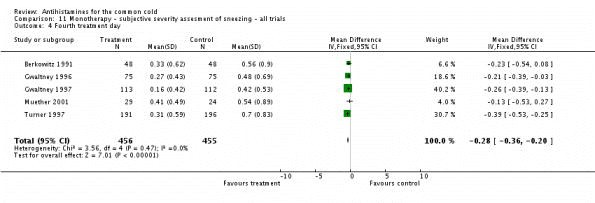 Review: Antihistamines for the common cold
Comparison: 11 Monotherapy - subjective severity assesment of sneezing - all trials
Outcome: 4 Fourth treatment day
Study or subgroup Treatment Control Mean Difference Weight Mean Difference
N Mean(SD) N Mean(SD) IV,Fixed,95% CI IV,Fixed,95% CI
Berkowitz 1991 48 0.33 (0.62) 48 0.56 (0.9) 6.6 % -0.23 [ -0.54, 0.08 ]
Gwaltney 1996 75 0.27 (0.43) 75 0.48 (0.69) 18.6 % -0.21 [ -0.39, -0.03 ]
Gwaltney 1997 113 0.16 (0.42) 112 0.42 (0.53) 40.2 % -0.26 [ -0.39, -0.13 ]
Muether 2001 29 0.41 (0.49) 24 0.54 (0.89) 4.0 % -0.13 [ -0.53, 0.27 ]
Turner 1997 191 0.31 (0.59) 196 0.7 (0.83) 30.7 % -0.39 [ -0.53, -0.25 ]
Total (95% CI) 456 455 100.0 % -0.28 [ -0.36, -0.20 ]
Heterogeneity: Chi² = 3.56, df = 4 (P = 0.47); I² =0.0%
Test for overall effect: Z = 7.01 (P < 0.00001)
-10 -5 0 5 10
Favours treatment Favours control